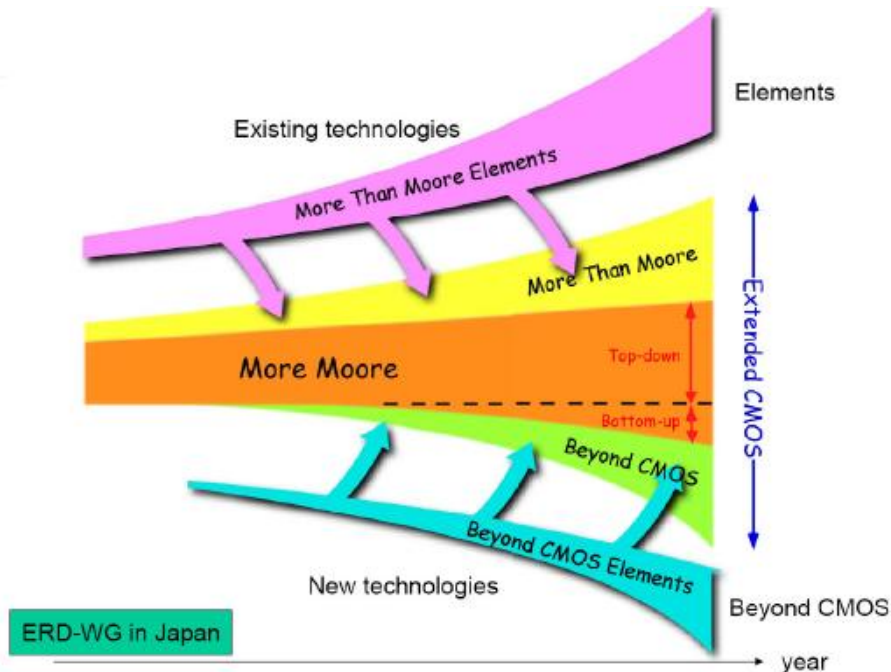 Elements
Existing technologies
More Than Moore Elements
More Than Moore
Extended CMOS
Top-down
More Moore
Bottom-up
Beyond CMOS
Beyond CMOS Elements
New technologies
Beyond CMOS
ERD-WG in Japan
year